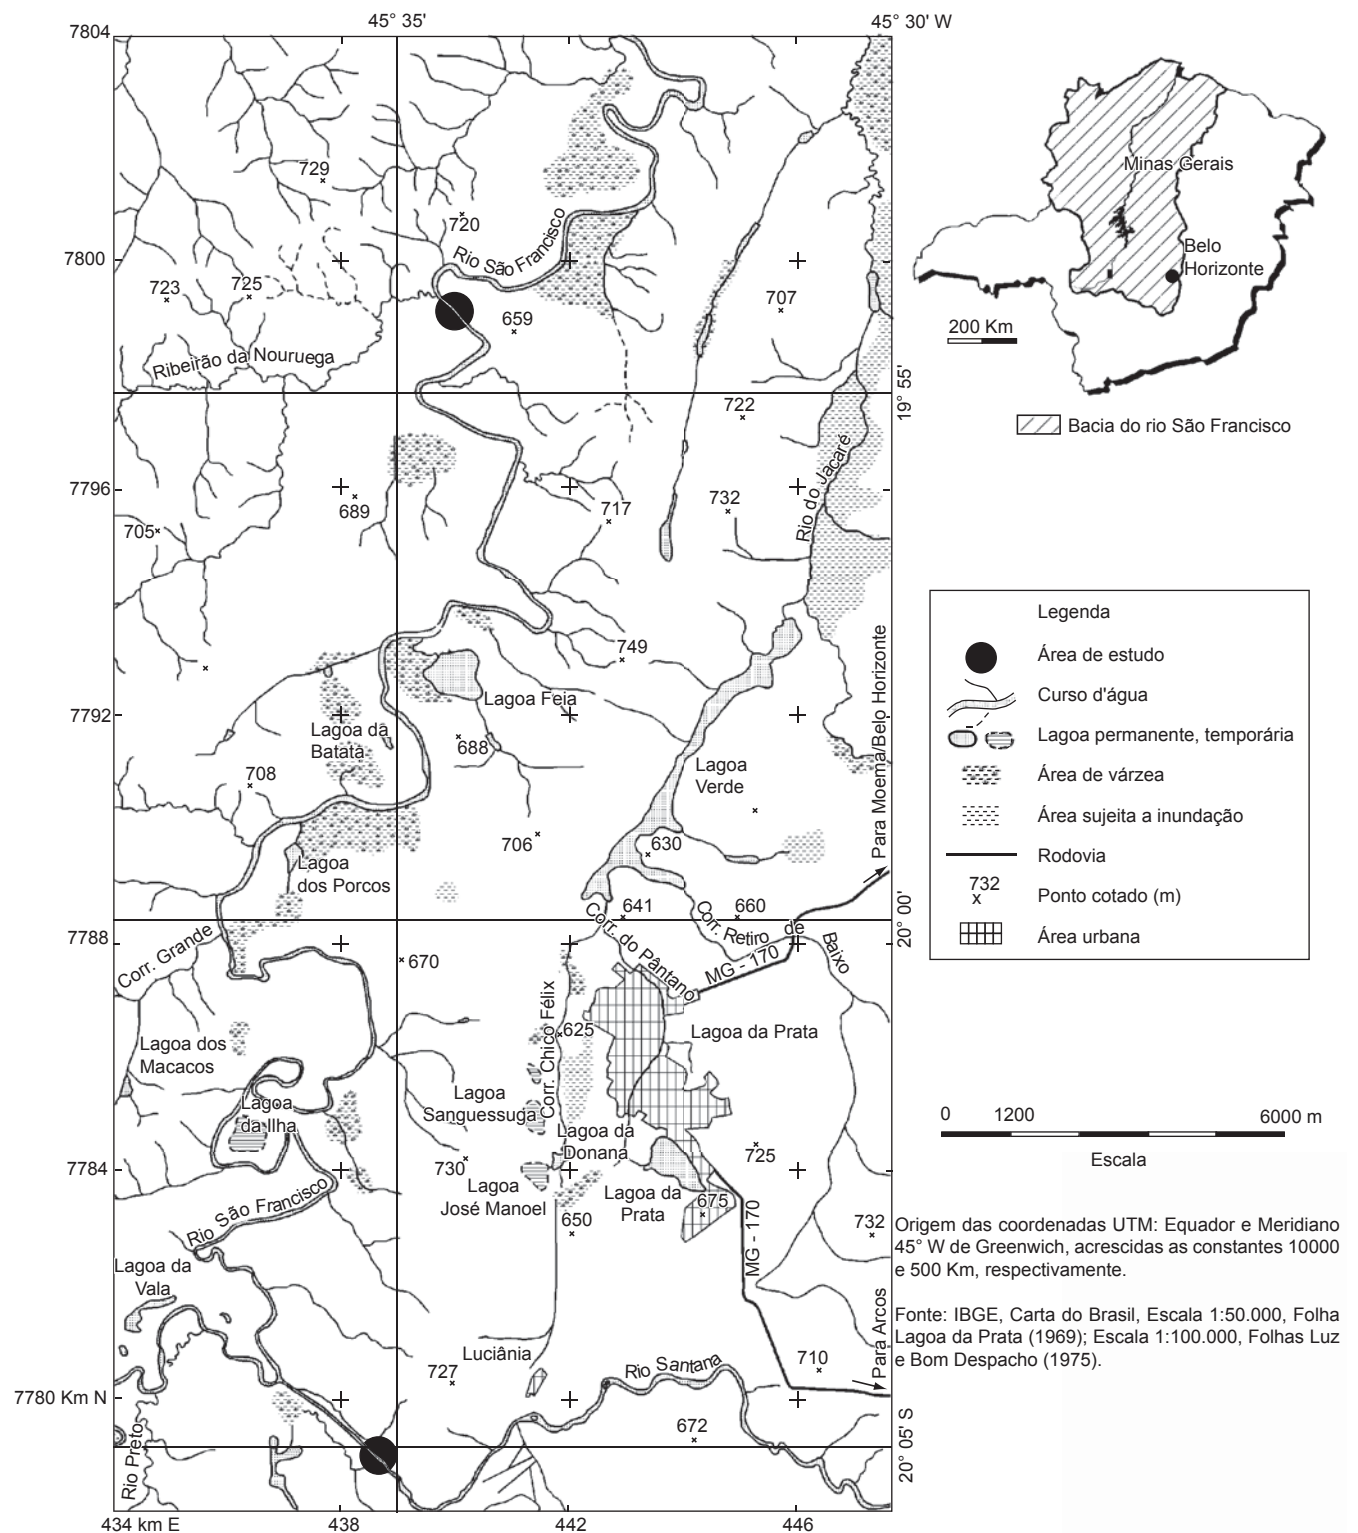 7804
45° 35'
45° 30' W
729
720
Rio São Francisco
7800
723
725
659
707
Ribeirão da Nouruega
19° 55'
722
7796
689
705
717
732
Rio do Jacaré
749
Lagoa Feia
7792
Lagoa da
Batata
688
708
Lagoa
Verde
Para Moema/Belo Horizonte
706
630
Lagoa
dos Porcos
641
660
20° 00'
7788
Corr. Grande
Corr. do Pântano
Corr. Retiro de Baixo
MG - 170
670
625
Corr. Chico Félix
Lagoa da Prata
Lagoa dos
Macacos
Lagoa
da Ilha
Lagoa
Sanguessuga
Lagoa da
Donana
7784
730
725
Lagoa
José Manoel
Lagoa da
Prata
675
650
732
Rio São Francisco
MG - 170
Lagoa da
Vala
Luciânia
727
Rio Santana
710
Para Arcos
7780 Km N
672
Rio Preto
20° 05' S
434 km E
438
442
446
Minas Gerais
Belo
Horizonte
200 Km
Bacia do rio São Francisco
Legenda
Área de estudo
Curso d'água
Lagoa permanente, temporária
Área de várzea
Área sujeita a inundação
Rodovia
732
x
Ponto cotado (m)
Área urbana
0 1200 6000 m
Escala
Origem das coordenadas UTM: Equador e Meridiano
45° W de Greenwich, acrescidas as constantes 10000
e 500 Km, respectivamente.
Fonte: IBGE, Carta do Brasil, Escala 1:50.000, Folha
Lagoa da Prata (1969); Escala 1:100.000, Folhas Luz
e Bom Despacho (1975).